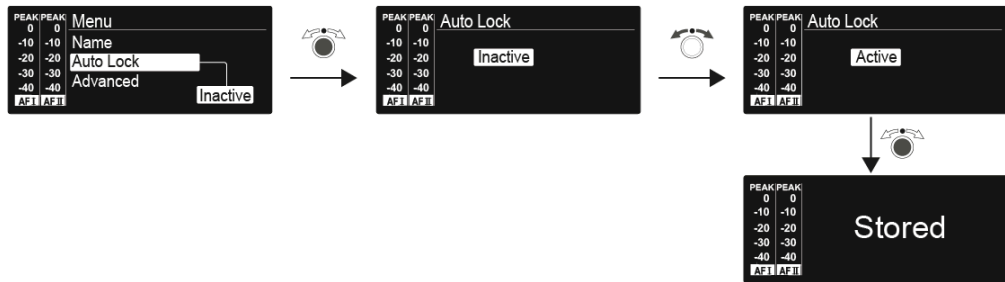 PEAK PEAK Menu
0 0
-10 -10 Name
-20 -20 Auto Lock
-30 -30 Advanced
-40 -40 Inactive
AF I AF II
PEAK PEAK Auto Lock
0 0
-10 -10
-20 -20 Inactive
-30 -30
-40 -40
AF I AF II
PEAK PEAK Auto Lock
0 0
-10 -10
-20 -20 Active
-30 -30
-40 -40
AF I AF II
PEAK PEAK
0 0
-10 -10
-20 -20 Stored
-30 -30
-40 -40
AF I AF II